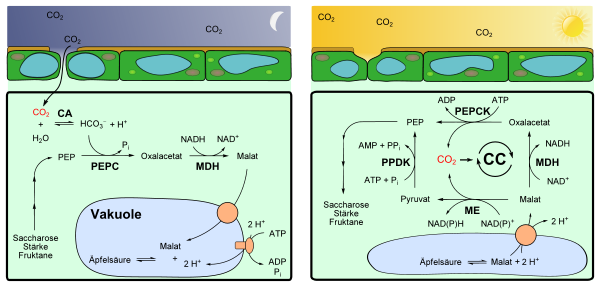 CO2
CO2
CO2
CO2 CA
+ HCO3− + H+
H2O
Pi
NADH NAD+
PEP Oxalacetat Malat
PEPC MDH
Vakuole
2 H+ ATP
Saccharose
Stärke
Fruktane
Malat
+
Äpfelsäure 2 H+
ADP
Pi
CO2
CO2
CO2
ADP ATP
PEPCK
PEP Oxalacetat
AMP + PPi NADH
PPDK CO2 CC MDH
ATP + Pi NAD+
Pyruvat Malat
ME
Saccharose
Stärke
Fruktane
NAD(P)H NAD(P)+ 2 H+
Äpfelsäure Malat + 2 H+